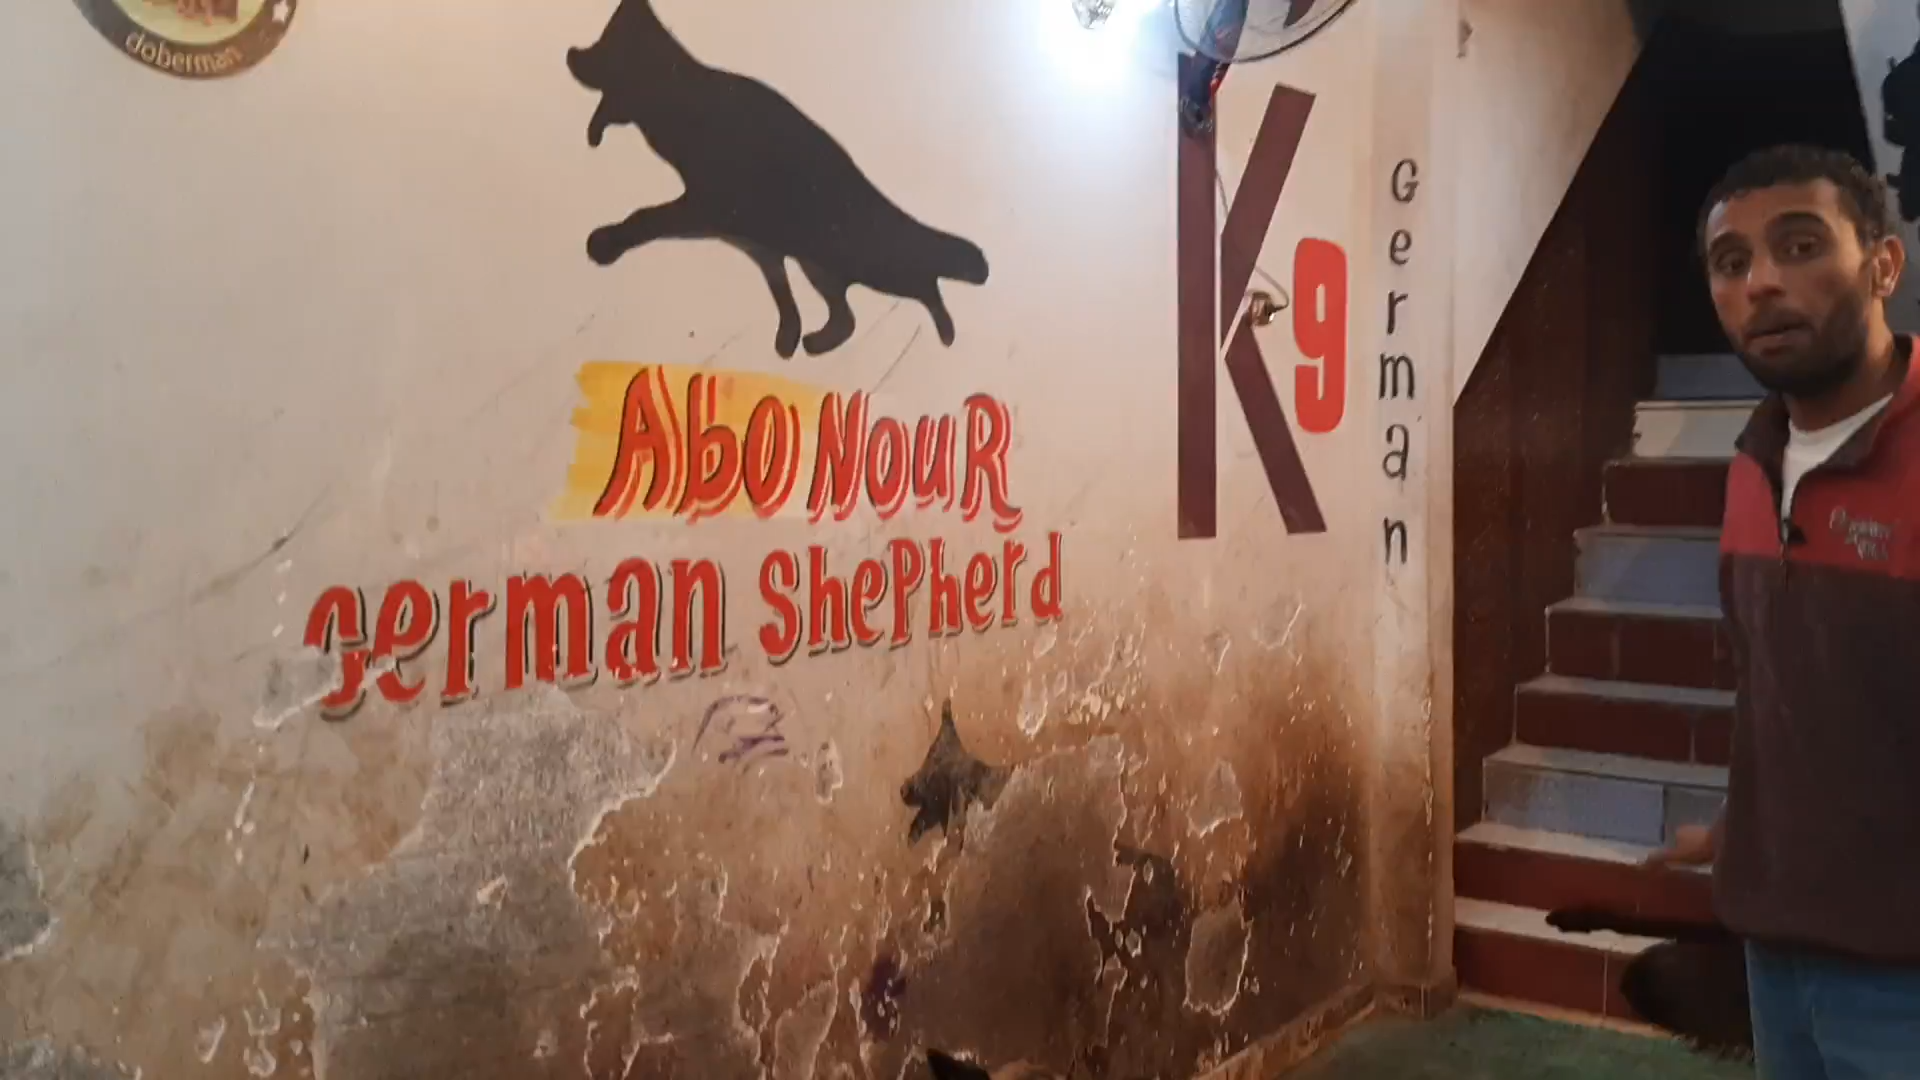 doberman
Abo NouR
German Shepherd
K9
German